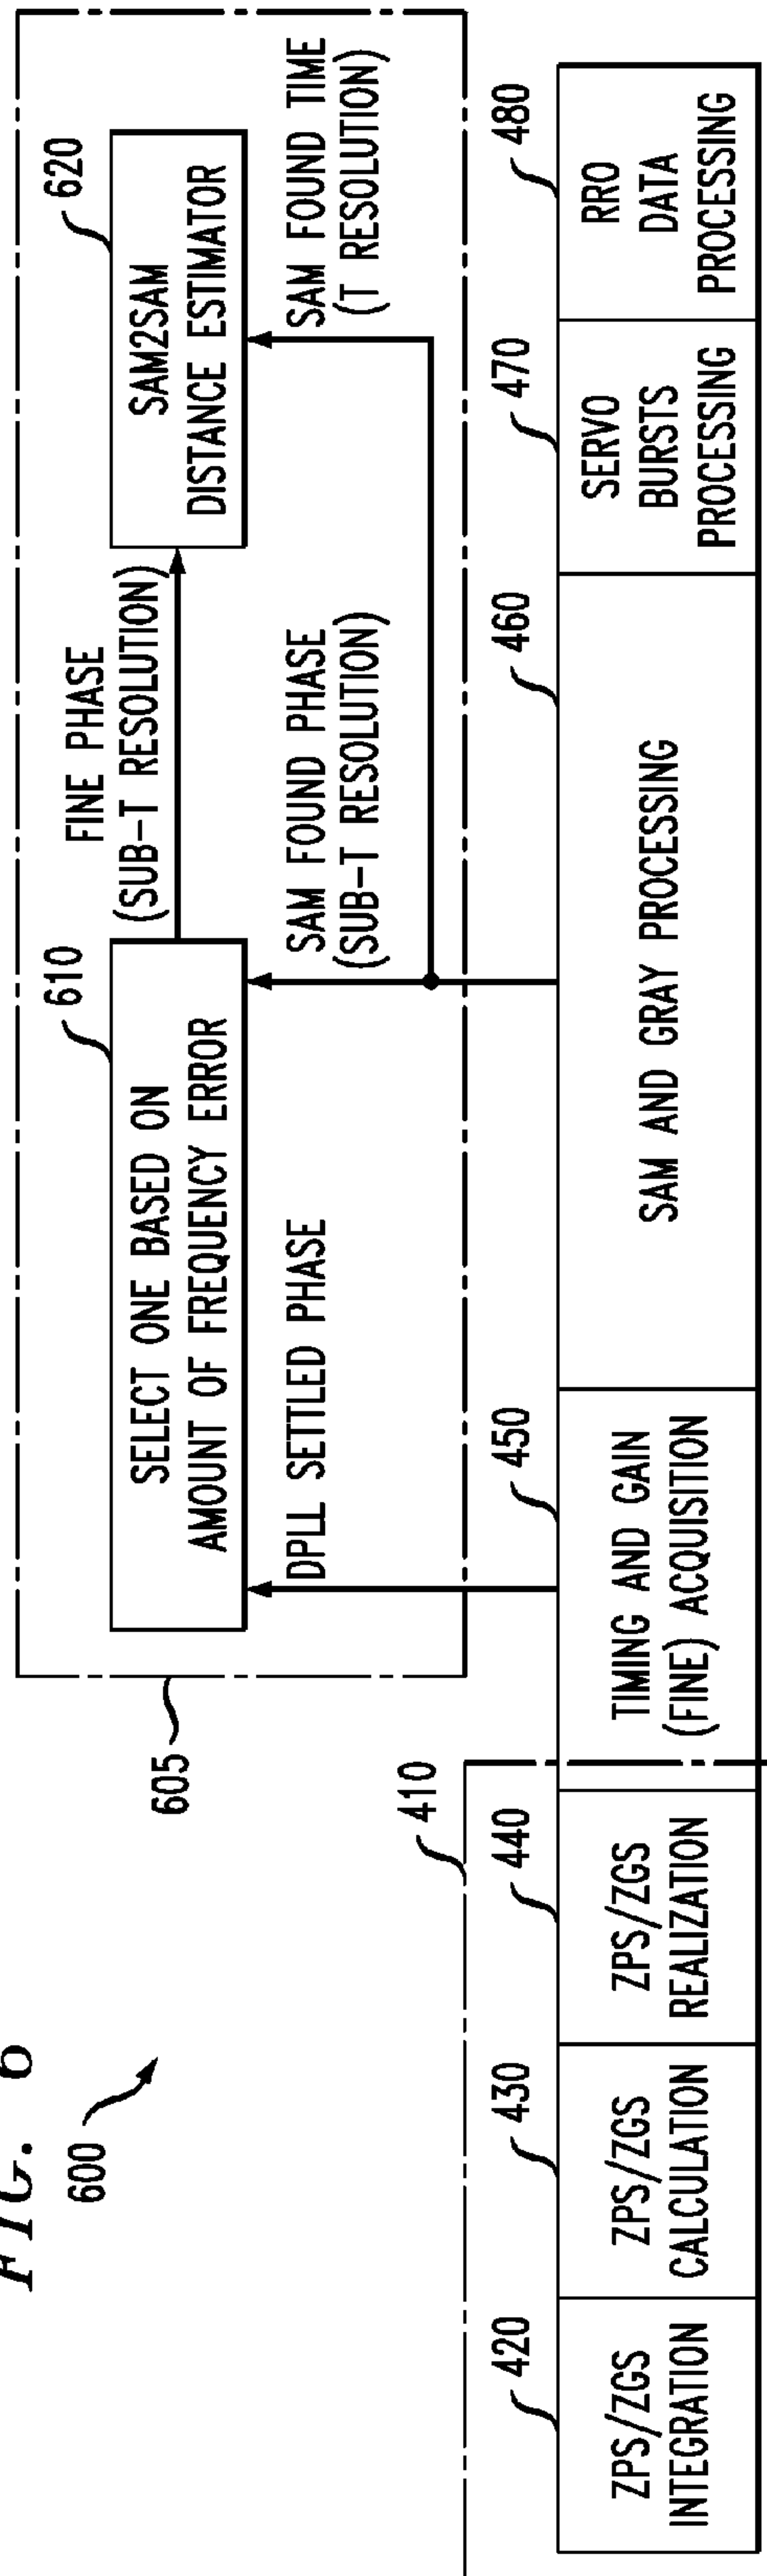 FIG. 6
600
605
610
SELECT ONE BASED ON
AMOUNT OF FREQUENCY ERROR
FINE PHASE
(SUB-T RESOLUTION)
620
SAM2SAM
DISTANCE ESTIMATOR
DPLL SETTLED PHASE
SAM FOUND PHASE
(SUB-T RESOLUTION)
SAM FOUND TIME
(T RESOLUTION)
410
420
ZPS/ZGS
INTEGRATION
430
ZPS/ZGS
CALCULATION
440
ZPS/ZGS
REALIZATION
450
TIMING AND GAIN
(FINE) ACQUISITION
460
SAM AND GRAY PROCESSING
470
SERVO
BURSTS
PROCESSING
480
RRO
DATA
PROCESSING